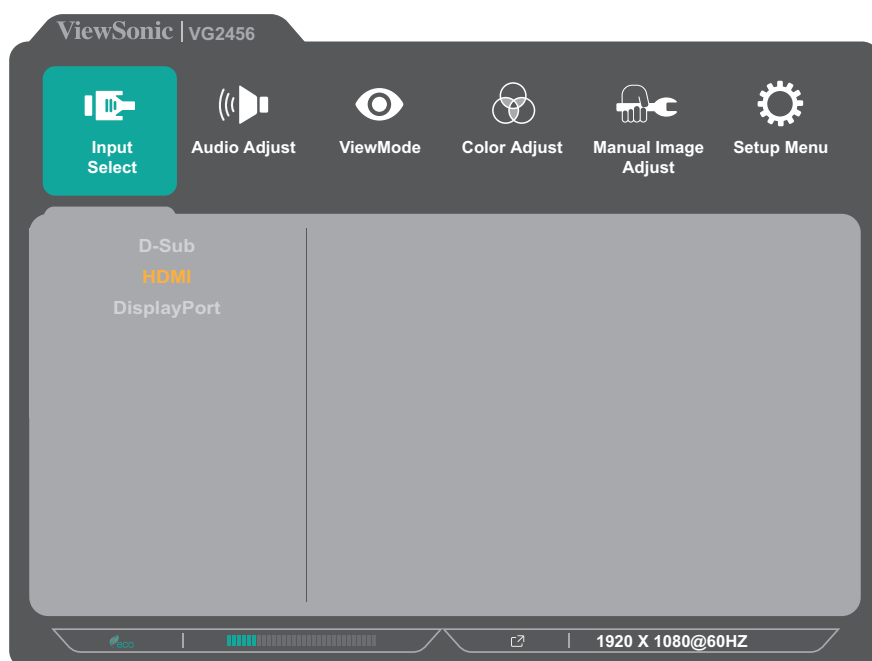 ViewSonic | VG2456
Input Select
Audio Adjust
ViewMode
Color Adjust
Manual Image Adjust
Setup Menu
D-Sub
HDMI
DisplayPort
eco
1920 X 1080@60HZ